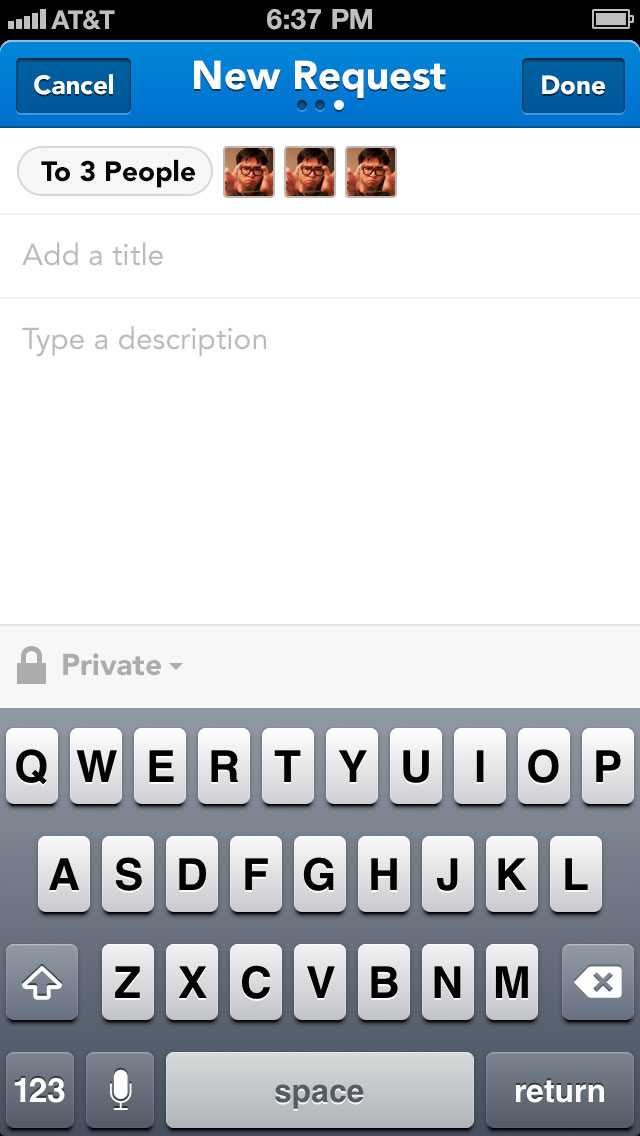 AT&T 6:37 PM
Cancel New Request Done
To 3 People
Add a title
Type a description
Private
Q W E R T Y U I O P
A S D F G H J K L
Z X C V B N M
123 space return